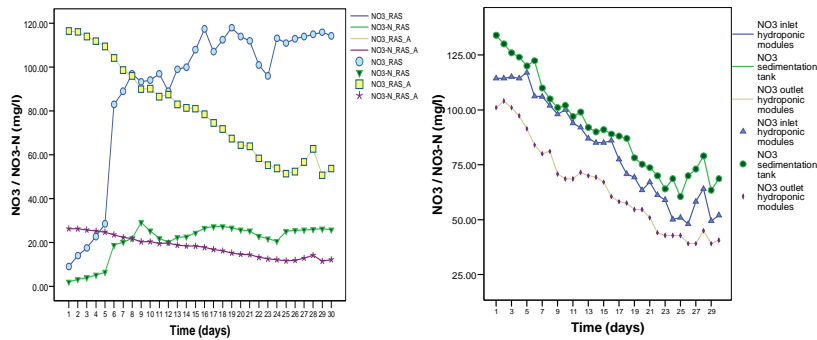 120.00
100.00
80.00
60.00
40.00
20.00
0.00
NO3 / NO3-N (mg/l)
1 2 3 4 5 6 7 8 9 10 11 12 13 14 15 16 17 18 19 20 21 22 23 24 25 26 27 28 29 30
Time (days)
NO3_RAS
NO3-N_RAS
NO3_RAS_A
NO3-N_RAS_A
NO3_RAS
NO3-N_RAS
NO3_RAS_A
NO3-N_RAS_A
125.00
100.00
75.00
50.00
25.00
NO3 / NO3-N (mg/l)
1 3 5 7 9 11 13 15 17 19 21 23 25 27 29
Time (days)
NO3 inlet
hydroponic
modules
NO3
sedimentation
tank
NO3 outlet
hydroponic
modules
NO3 inlet
hydroponic
modules
NO3
sedimentation
tank
NO3 outlet
hydroponic
modules